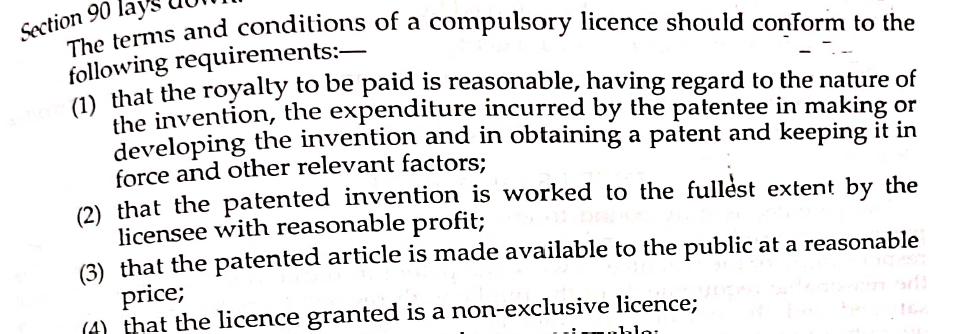 Section 90 lays down
The terms and conditions of a compulsory licence should conform to the
following requirements:—
(1) that the royalty to be paid is reasonable, having regard to the nature of
the invention, the expenditure incurred by the patentee in making or
developing the invention and in obtaining a patent and keeping it in
force and other relevant factors;
(2) that the patented invention is worked to the fullest extent by the
licensee with reasonable profit;
(3) that the patented article is made available to the public at a reasonable
price;
(4) that the licence granted is a non-exclusive licence;